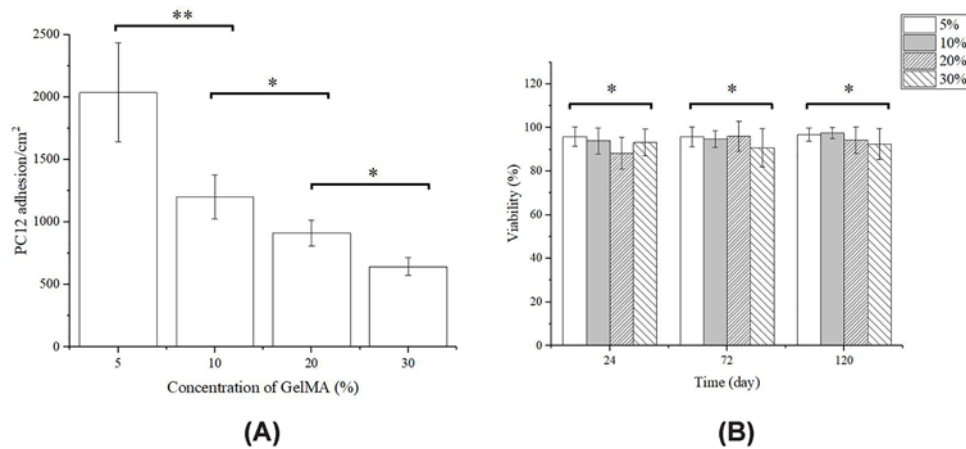 **
*
*
2500
2000
1500
1000
500
0
PC12 adhesion/cm²
5 10 20 30
Concentration of GelMA (%)
(A)
5%
10%
20%
30%
* * *
120
100
80
60
40
20
0
Viability (%)
24 72 120
Time (day)
(B)